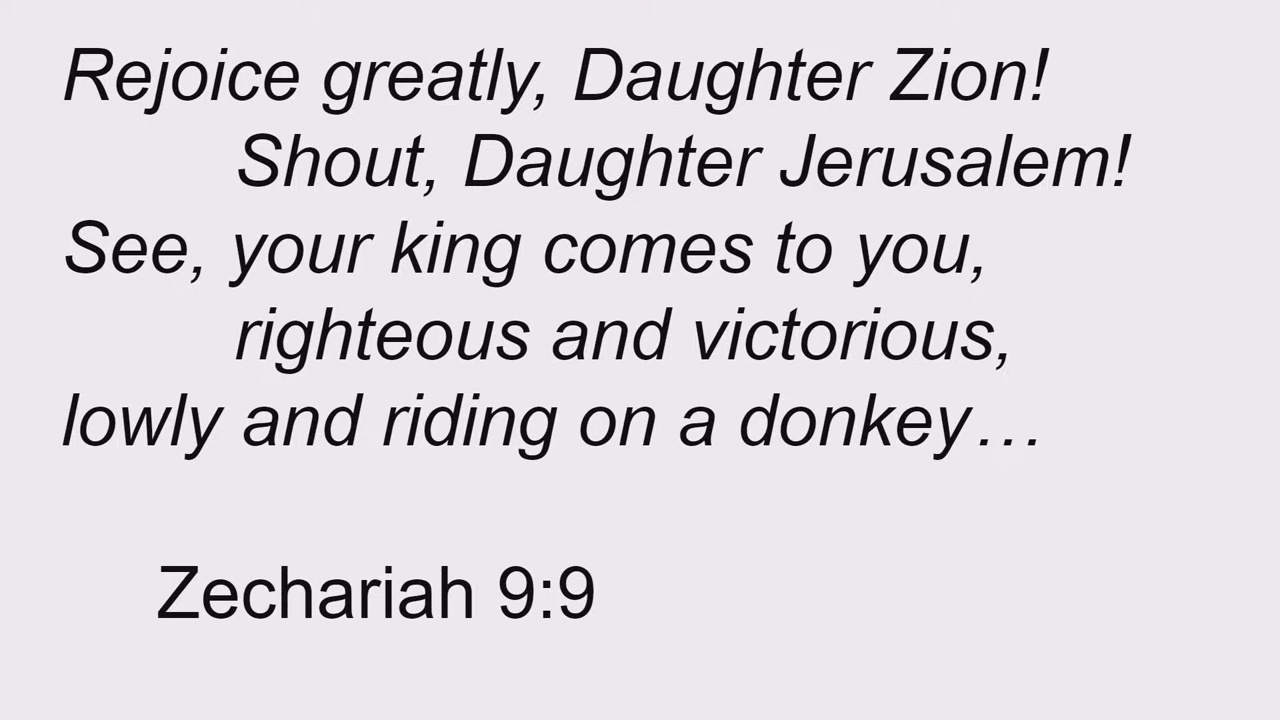 Rejoice greatly, Daughter Zion!
Shout, Daughter Jerusalem!
See, your king comes to you,
righteous and victorious,
lowly and riding on a donkey…
Zechariah 9:9